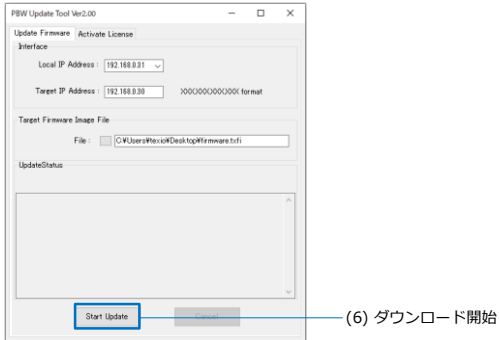 PBW Update Tool Ver2.00
Update Firmware
Activate License
Interface
Local IP Address :
192.168.0.31
Target IP Address :
192.168.0.30
XXX.XXX.XXX.XXX format
Target Firmware Image File
File :
C:¥Users¥texio¥Desktop¥firmware.txfi
UpdateStatus
Start Update
Cancel
(6) ダウンロード開始